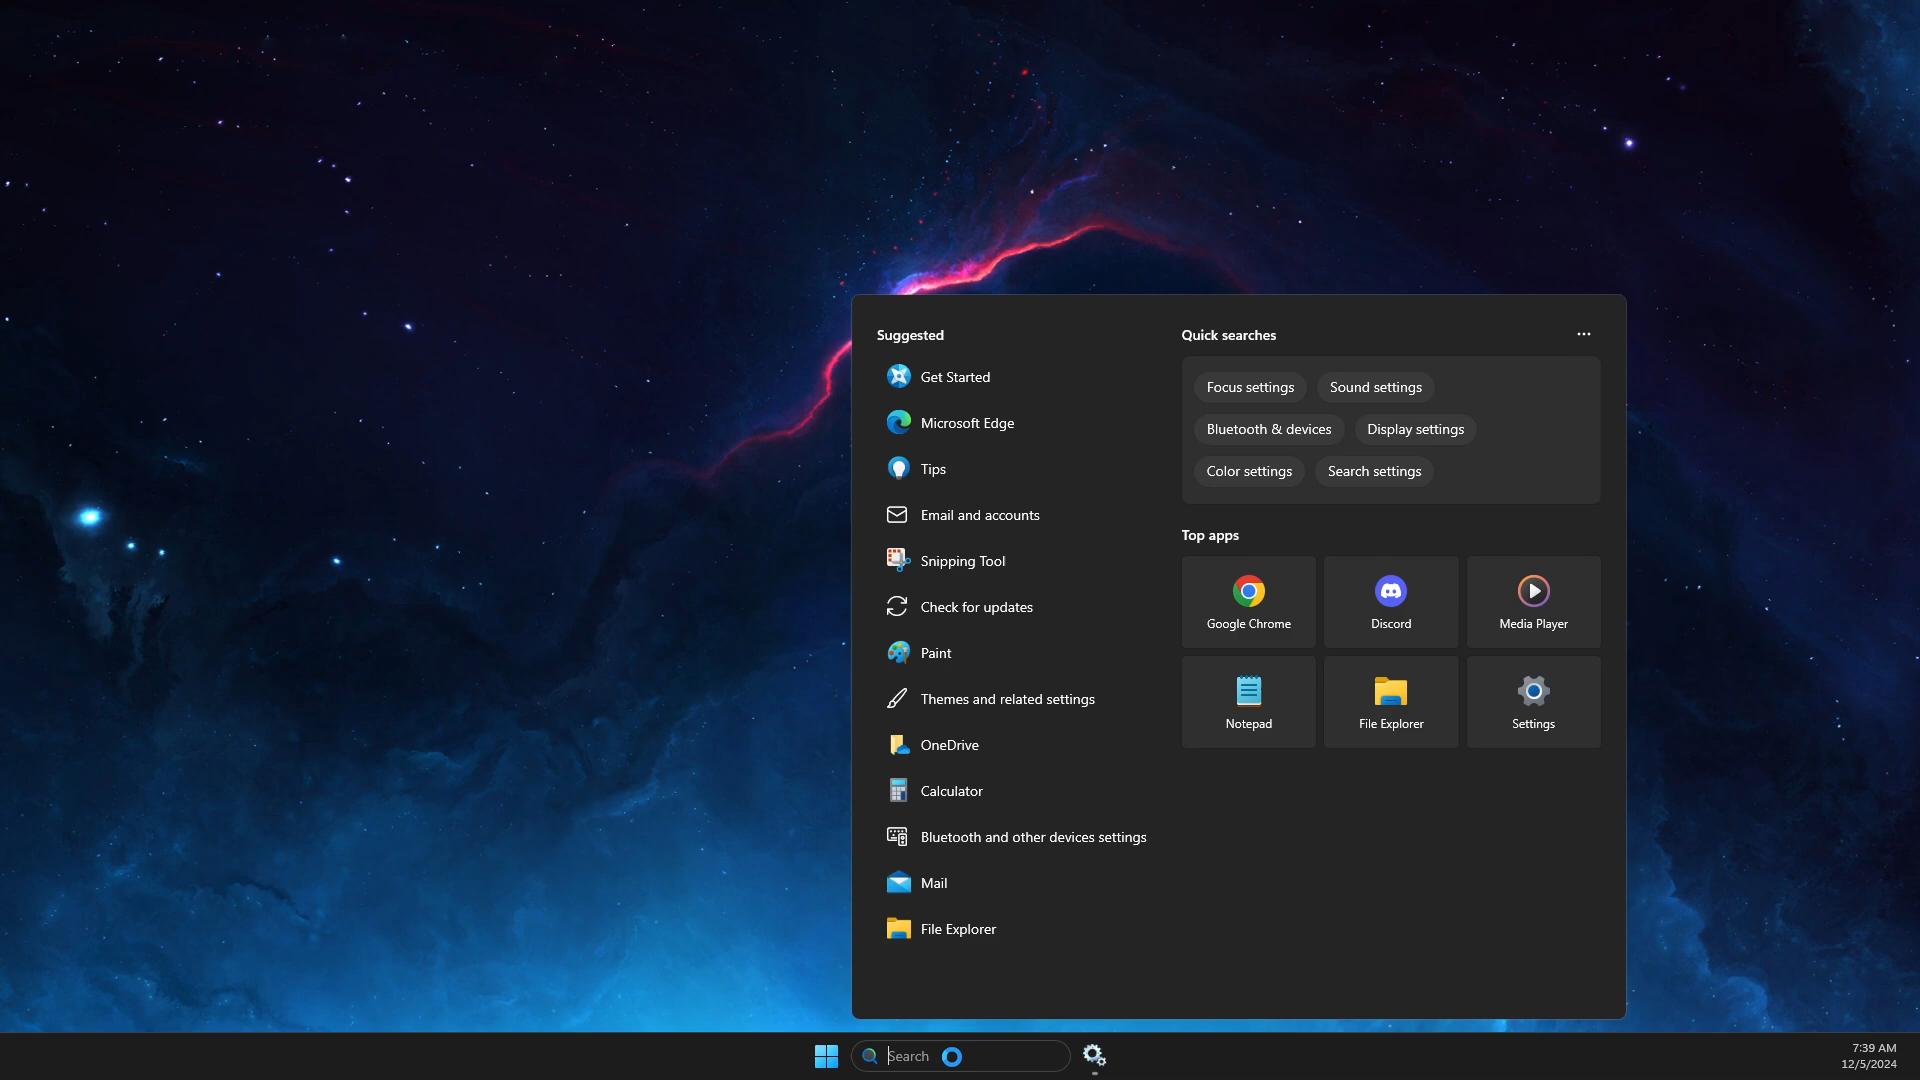 Suggested
Get Started
Microsoft Edge
Tips
Email and accounts
Snipping Tool
Check for updates
Paint
Themes and related settings
OneDrive
Calculator
Bluetooth and other devices settings
Mail
File Explorer
Quick searches
Focus settings
Sound settings
Bluetooth & devices
Display settings
Color settings
Search settings
Top apps
Google Chrome
Discord
Media Player
Notepad
File Explorer
Settings
Search
7:39 AM
12/5/2024